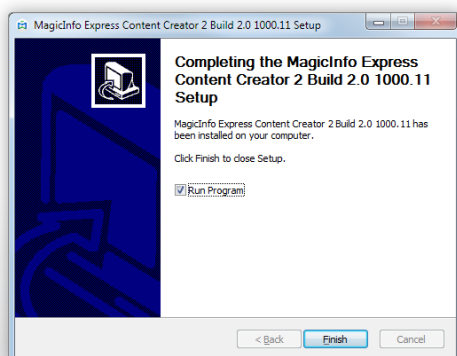 MagicInfo Express Content Creator 2 Build 2.0 1000.11 Setup
Completing the MagicInfo Express
Content Creator 2 Build 2.0 1000.11
Setup
MagicInfo Express Content Creator 2 Build 2.0 1000.11 has
been installed on your computer.
Click Finish to close Setup.
Run Program
< Back Finish Cancel